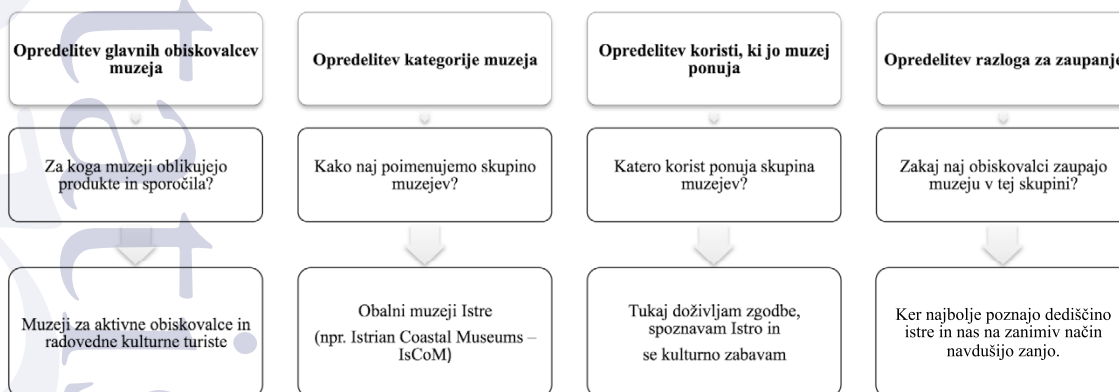 Opredelitev glavnih obiskovalcev
muzeja
Za koga muzeji oblikujejo
produkte in sporočila?
Muzeji za aktivne obiskovalce in
radovedne kulturne turiste
Opredelitev kategorije muzeja
Kako naj poimenujemo skupino
muzejev?
Obalni muzeji Istre
(npr. Istrian Coastal Museums –
IsCoM)
Opredelitev koristi, ki jo muzej
ponuja
Katero korist ponuja skupina
muzejev?
Tukaj doživljam zgodbe,
spoznavam Istro in
se kulturno zabavam
Opredelitev razloga za zaupanje
Zakaj naj obiskovalci zaupajo
muzeju v tej skupini?
Ker najbolje poznajo dediščino
istre in nas na zanimiv način
navdušijo zanjo.